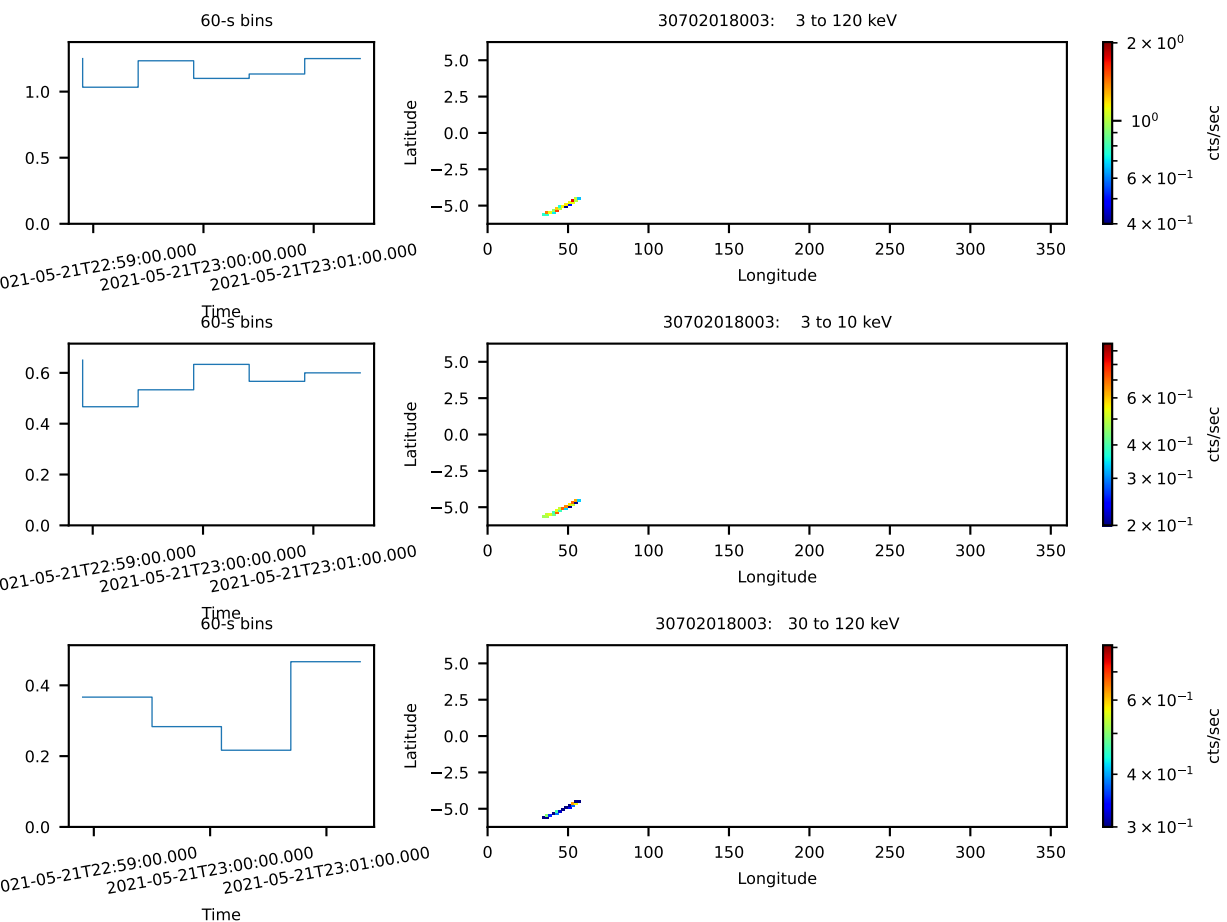 60-s bins
30702018003: 3 to 120 keV
1.0
0.5
0.0
021-05-21T22:59:00.000
2021-05-21T23:00:00.000
2021-05-21T23:01:00.000
Time
Latitude
5.0
2.5
0.0
−2.5
−5.0
0 50 100 150 200 250 300 350
Longitude
2 × 10⁰
10⁰
6 × 10⁻¹
4 × 10⁻¹
cts/sec
60-s bins
30702018003: 3 to 10 keV
0.6
0.4
0.2
0.0
021-05-21T22:59:00.000
2021-05-21T23:00:00.000
2021-05-21T23:01:00.000
Time
Latitude
5.0
2.5
0.0
−2.5
−5.0
0 50 100 150 200 250 300 350
Longitude
6 × 10⁻¹
4 × 10⁻¹
3 × 10⁻¹
2 × 10⁻¹
cts/sec
60-s bins
30702018003: 30 to 120 keV
0.4
0.2
0.0
021-05-21T22:59:00.000
2021-05-21T23:00:00.000
2021-05-21T23:01:00.000
Time
Latitude
5.0
2.5
0.0
−2.5
−5.0
0 50 100 150 200 250 300 350
Longitude
6 × 10⁻¹
4 × 10⁻¹
3 × 10⁻¹
cts/sec